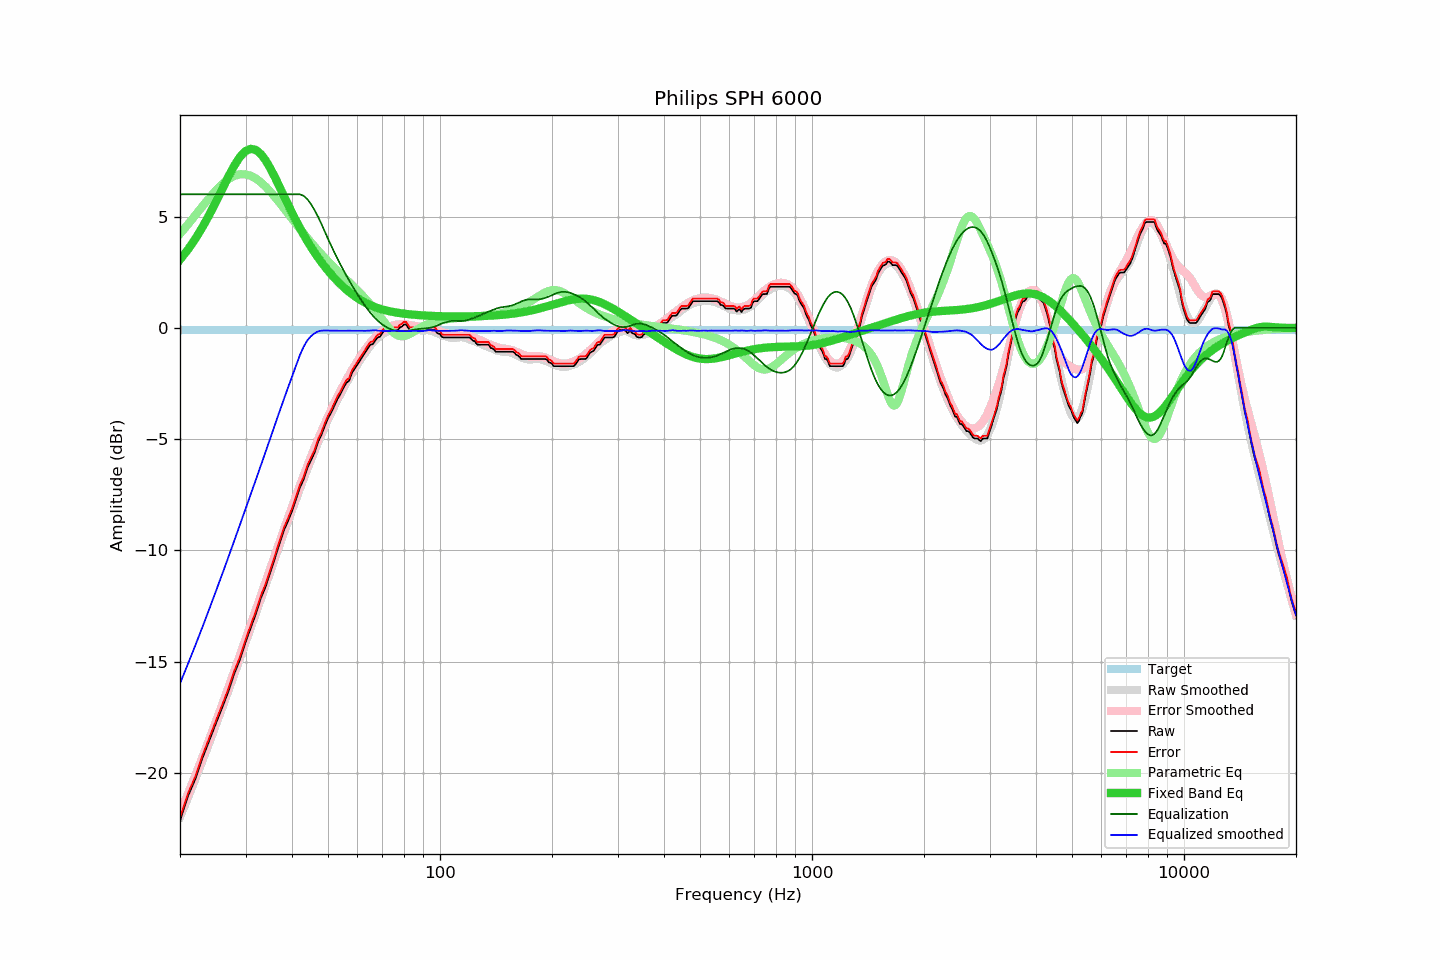 Philips SPH 6000
5
0
−5
−10
−15
−20
Amplitude (dBr)
100
1000
10000
Frequency (Hz)
Target
Raw Smoothed
Error Smoothed
Raw
Error
Parametric Eq
Fixed Band Eq
Equalization
Equalized smoothed